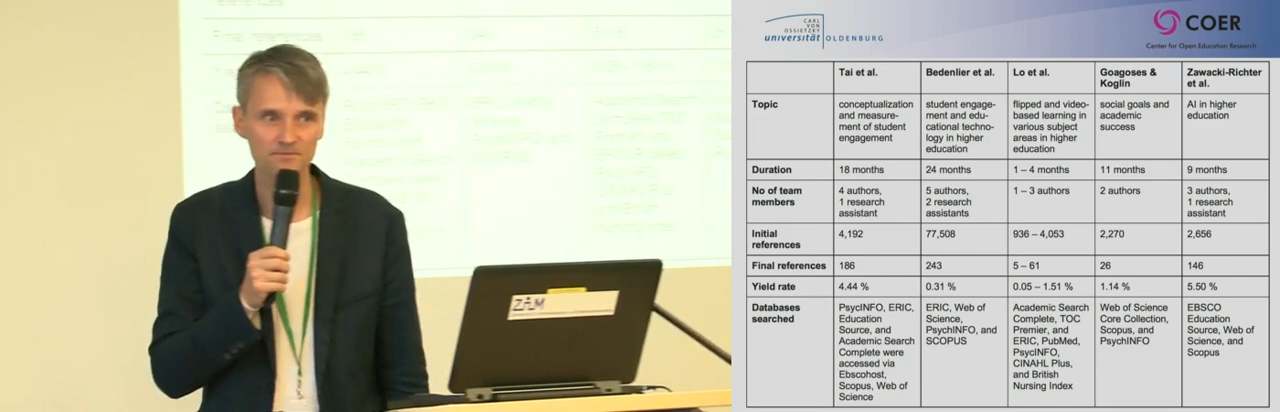 ZIM
CARL
VON
OSSIETZKY
universität OLDENBURG
COER
Center for Open Education Research
Tai et al.
Bedenlier et al.
Lo et al.
Goagoses &
Koglin
Zawacki-Richter
et al.
Topic
conceptualization
and measure-
ment of student
engagement
student engage-
ment and edu-
cational techno-
logy in higher
education
flipped and video-
based learning in
various subject
areas in higher
education
social goals and
academic
success
AI in higher
education
Duration
18 months
24 months
1 – 4 months
11 months
9 months
No of team
members
4 authors,
1 research
assistant
5 authors,
2 research
assistants
1 – 3 authors
2 authors
3 authors,
1 research
assistant
Initial
references
4,192
77,508
936 – 4,053
2,270
2,656
Final references
186
243
5 – 61
26
146
Yield rate
4.44 %
0.31 %
0.05 – 1.51 %
1.14 %
5.50 %
Databases
searched
PsycINFO, ERIC,
Education
Source, and
Academic Search
Complete were
accessed via
Ebscohost,
Scopus, Web of
Science
ERIC, Web of
Science,
PsychINFO, and
SCOPUS
Academic Search
Complete, TOC
Premier, and
ERIC, PubMed,
PsycINFO,
CINAHL Plus,
and British
Nursing Index
Web of Science
Core Collection,
Scopus, and
PsychINFO
EBSCO
Education
Source, Web of
Science, and
Scopus